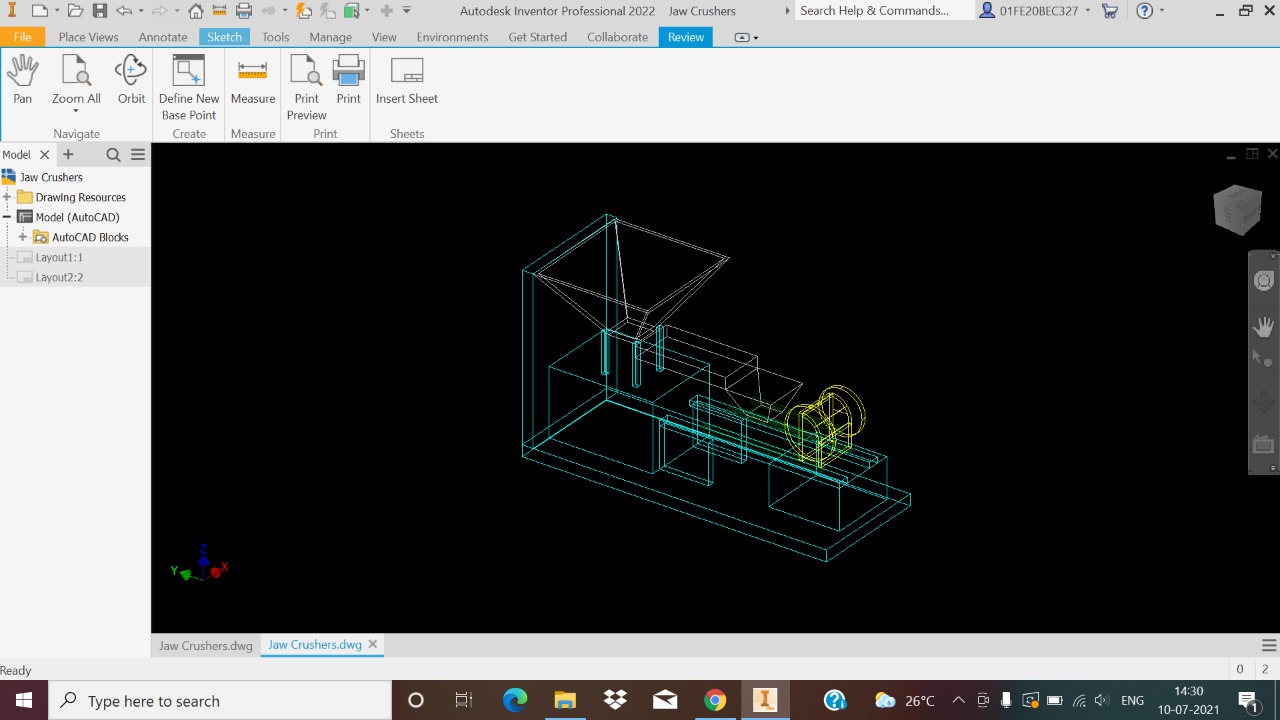 Autodesk Inventor Professional 2022 Jaw Crushers
Search Help & Commands...
01FE20BEC327
File Place Views Annotate Sketch Tools Manage View Environments Get Started Collaborate Review
Pan
Zoom All
Orbit
Define New
Base Point
Measure
Print
Preview
Print
Insert Sheet
Navigate
Create
Measure
Print
Sheets
Model
Jaw Crushers
Drawing Resources
Model (AutoCAD)
AutoCAD Blocks
Layout1:1
Layout2:2
Z
Y
X
Jaw Crushers.dwg
Jaw Crushers.dwg
Ready
0 2
Type here to search
26°C
ENG
14:30
10-07-2021
1